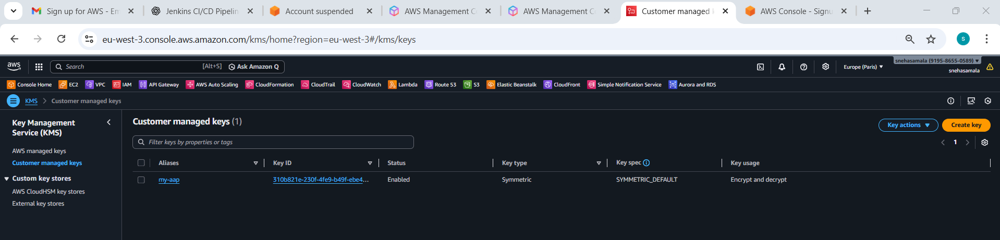 Sign up for AWS - Em
Jenkins CI/CD Pipelin
Account suspended
AWS Management C
AWS Management C
Customer managed k
AWS Console - Signu
eu-west-3.console.aws.amazon.com/kms/home?region=eu-west-3#/kms/keys
S
aws
Search
[Alt+S]
Ask Amazon Q
Europe (Paris)
snehasamala (9195-8655-0589)
snehasamala
Console Home
EC2
VPC
IAM
API Gateway
AWS Auto Scaling
CloudFormation
CloudTrail
CloudWatch
Lambda
Route 53
S3
Elastic Beanstalk
CloudFront
Simple Notification Service
Aurora and RDS
KMS
Customer managed keys
Key Management
Service (KMS)
AWS managed keys
Customer managed keys
Custom key stores
AWS CloudHSM key stores
External key stores
Customer managed keys (1)
Key actions
Create key
Filter keys by properties or tags
1
Aliases
Key ID
Status
Key type
Key spec
Key usage
my-aap
310b821e-230f-4fe9-b49f-ebe4...
Enabled
Symmetric
SYMMETRIC_DEFAULT
Encrypt and decrypt